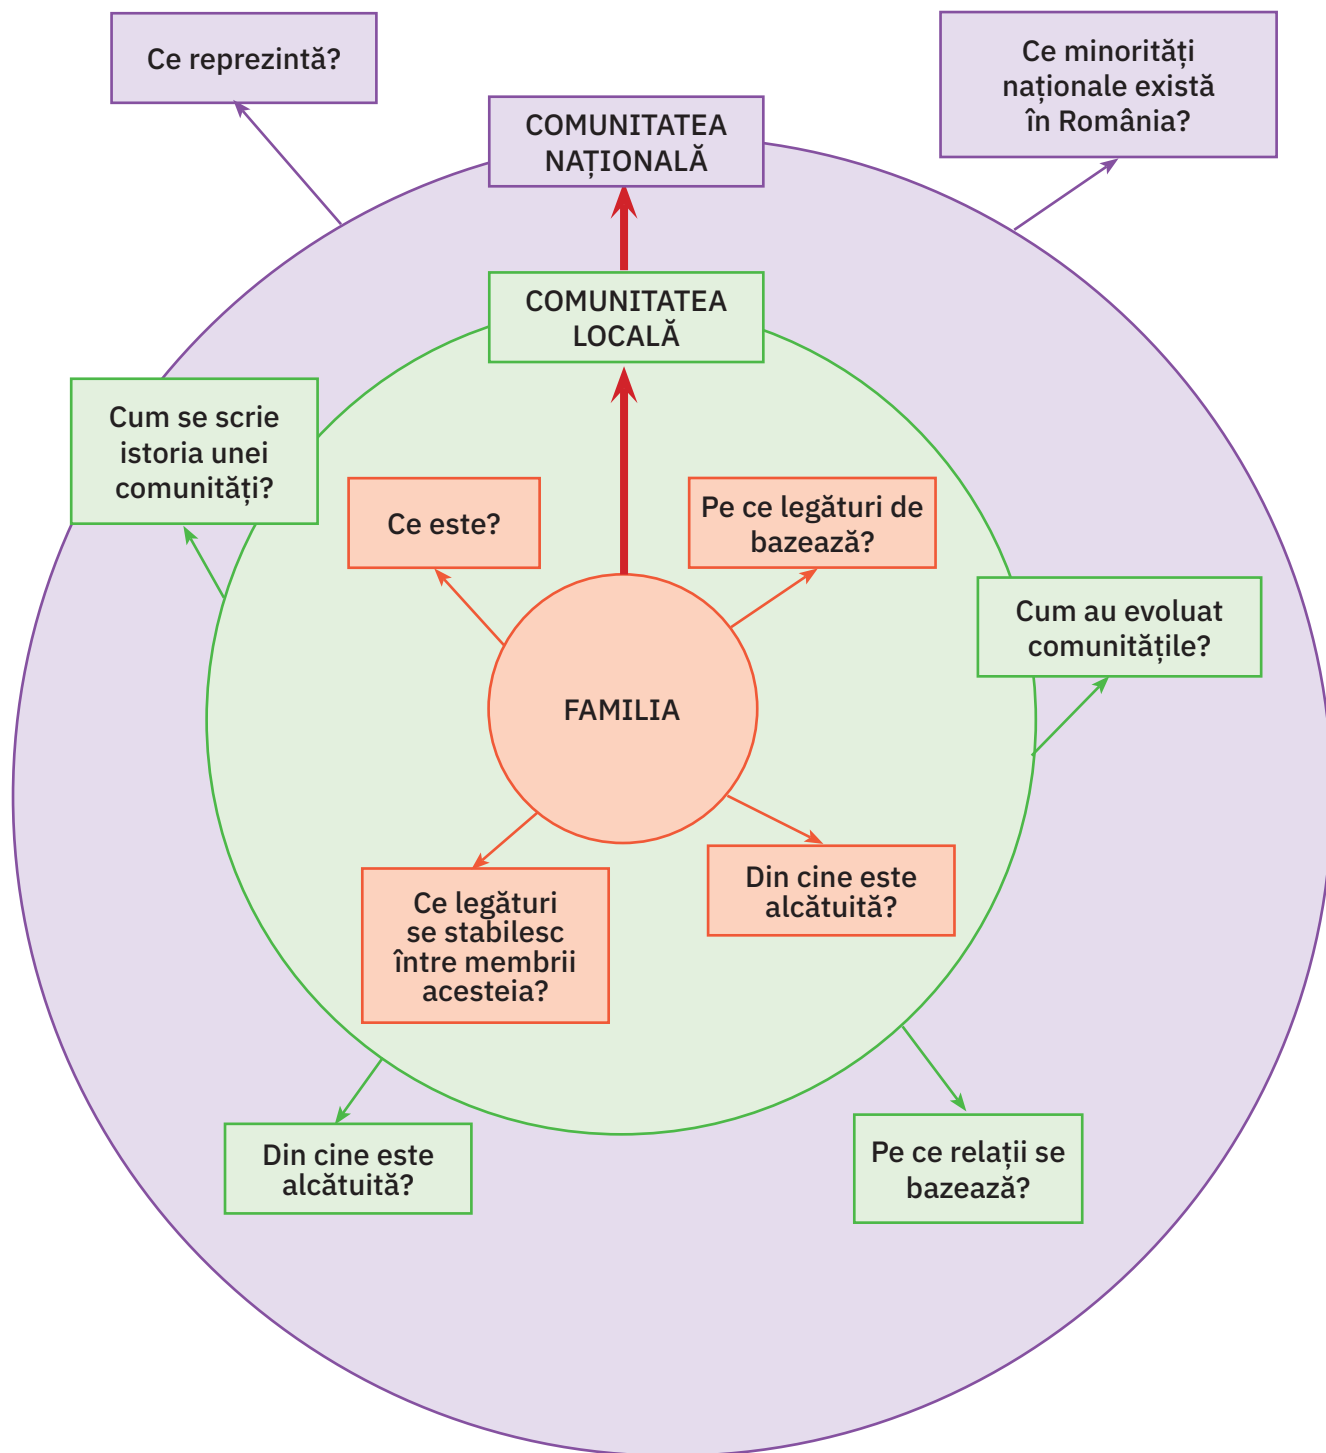 Ce reprezintă?
Ce minorități
naționale există
în România?
COMUNITATEA
NAȚIONALĂ
COMUNITATEA
LOCALĂ
Cum se scrie
istoria unei
comunități?
Ce este?
Pe ce legături de
bazează?
Cum au evoluat
comunitățile?
FAMILIA
Ce legături
se stabilesc
între membrii
acesteia?
Din cine este
alcătuită?
Din cine este
alcătuită?
Pe ce relații se
bazează?